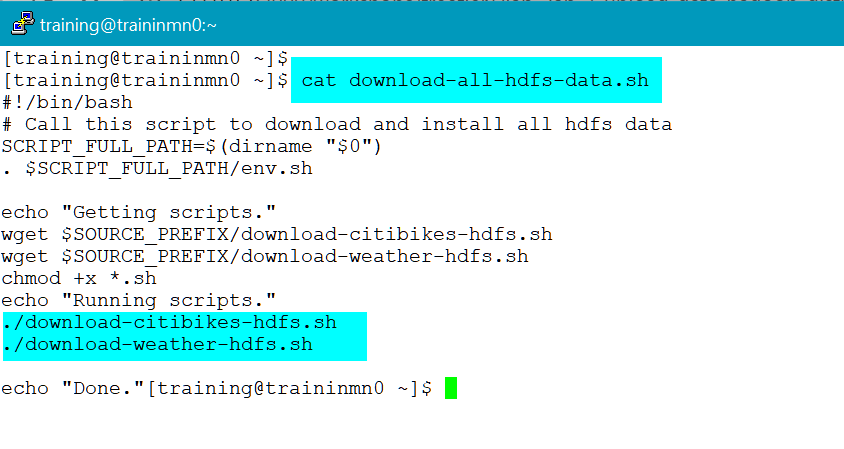 training@traininmn0:~
[training@traininmn0 ~]$
[training@traininmn0 ~]$ cat download-all-hdfs-data.sh
#!/bin/bash
# Call this script to download and install all hdfs data
SCRIPT_FULL_PATH=$(dirname "$0")
. $SCRIPT_FULL_PATH/env.sh
echo "Getting scripts."
wget $SOURCE_PREFIX/download-citibikes-hdfs.sh
wget $SOURCE_PREFIX/download-weather-hdfs.sh
chmod +x *.sh
echo "Running scripts."
./download-citibikes-hdfs.sh
./download-weather-hdfs.sh
echo "Done."[training@traininmn0 ~]$